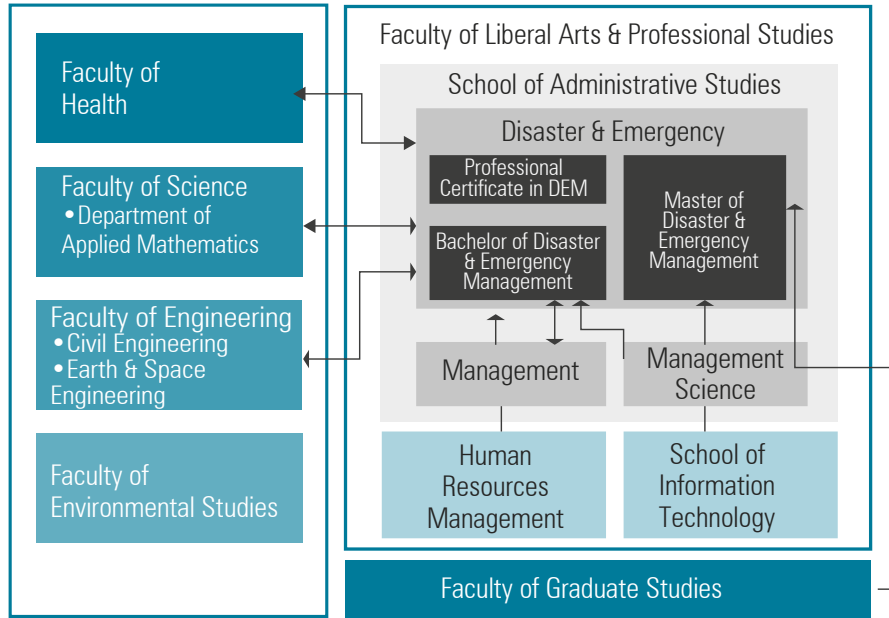 Faculty of
Health
Faculty of Science
•Department of
Applied Mathematics
Faculty of Engineering
•Civil Engineering
•Earth & Space
Engineering
Faculty of
Environmental Studies
Faculty of Liberal Arts & Professional Studies
School of Administrative Studies
Disaster & Emergency
Professional
Certificate in DEM
Bachelor of Disaster
& Emergency
Management
Master of
Disaster &
Emergency
Management
Management
Management
Science
Human
Resources
Management
School of
Information
Technology
Faculty of Graduate Studies